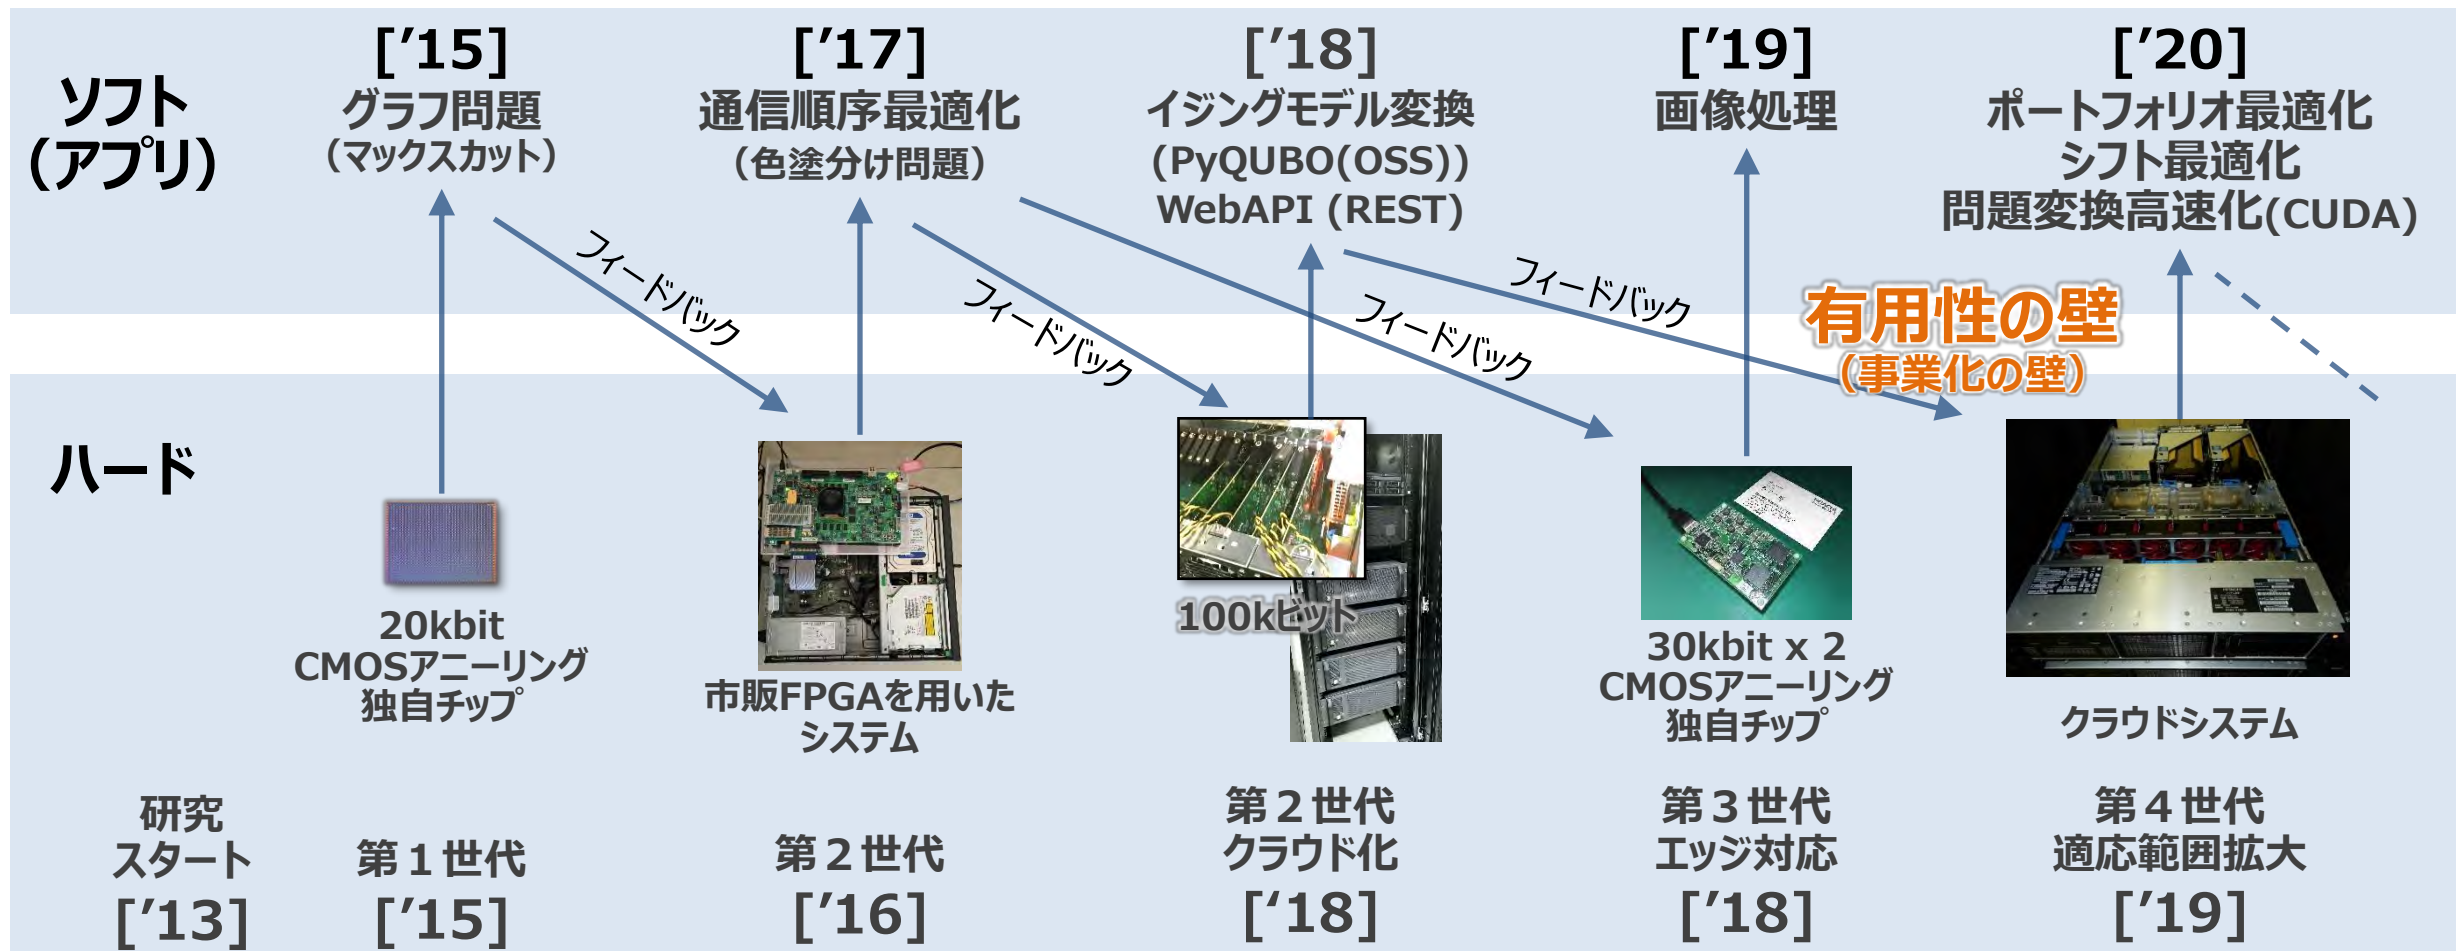 ソフト
（アプリ）
[’15]
グラフ問題
（マックスカット）
[’17]
通信順序最適化
（色塗分け問題）
[’18]
イジングモデル変換
(PyQUBO(OSS))
WebAPI (REST)
[’19]
画像処理
[’20]
ポートフォリオ最適化
シフト最適化
問題変換高速化(CUDA)
フィードバック
フィードバック
フィードバック
フィードバック
有用性の壁
（事業化の壁）
ハード
20kbit
CMOSアニーリング
独自チップ
市販FPGAを用いた
システム
100kビット
30kbit x 2
CMOSアニーリング
独自チップ
クラウドシステム
研究
スタート
[’13]
第１世代
[’15]
第２世代
[’16]
第２世代
クラウド化
[‘18]
第３世代
エッジ対応
[’18]
第４世代
適応範囲拡大
[’19]